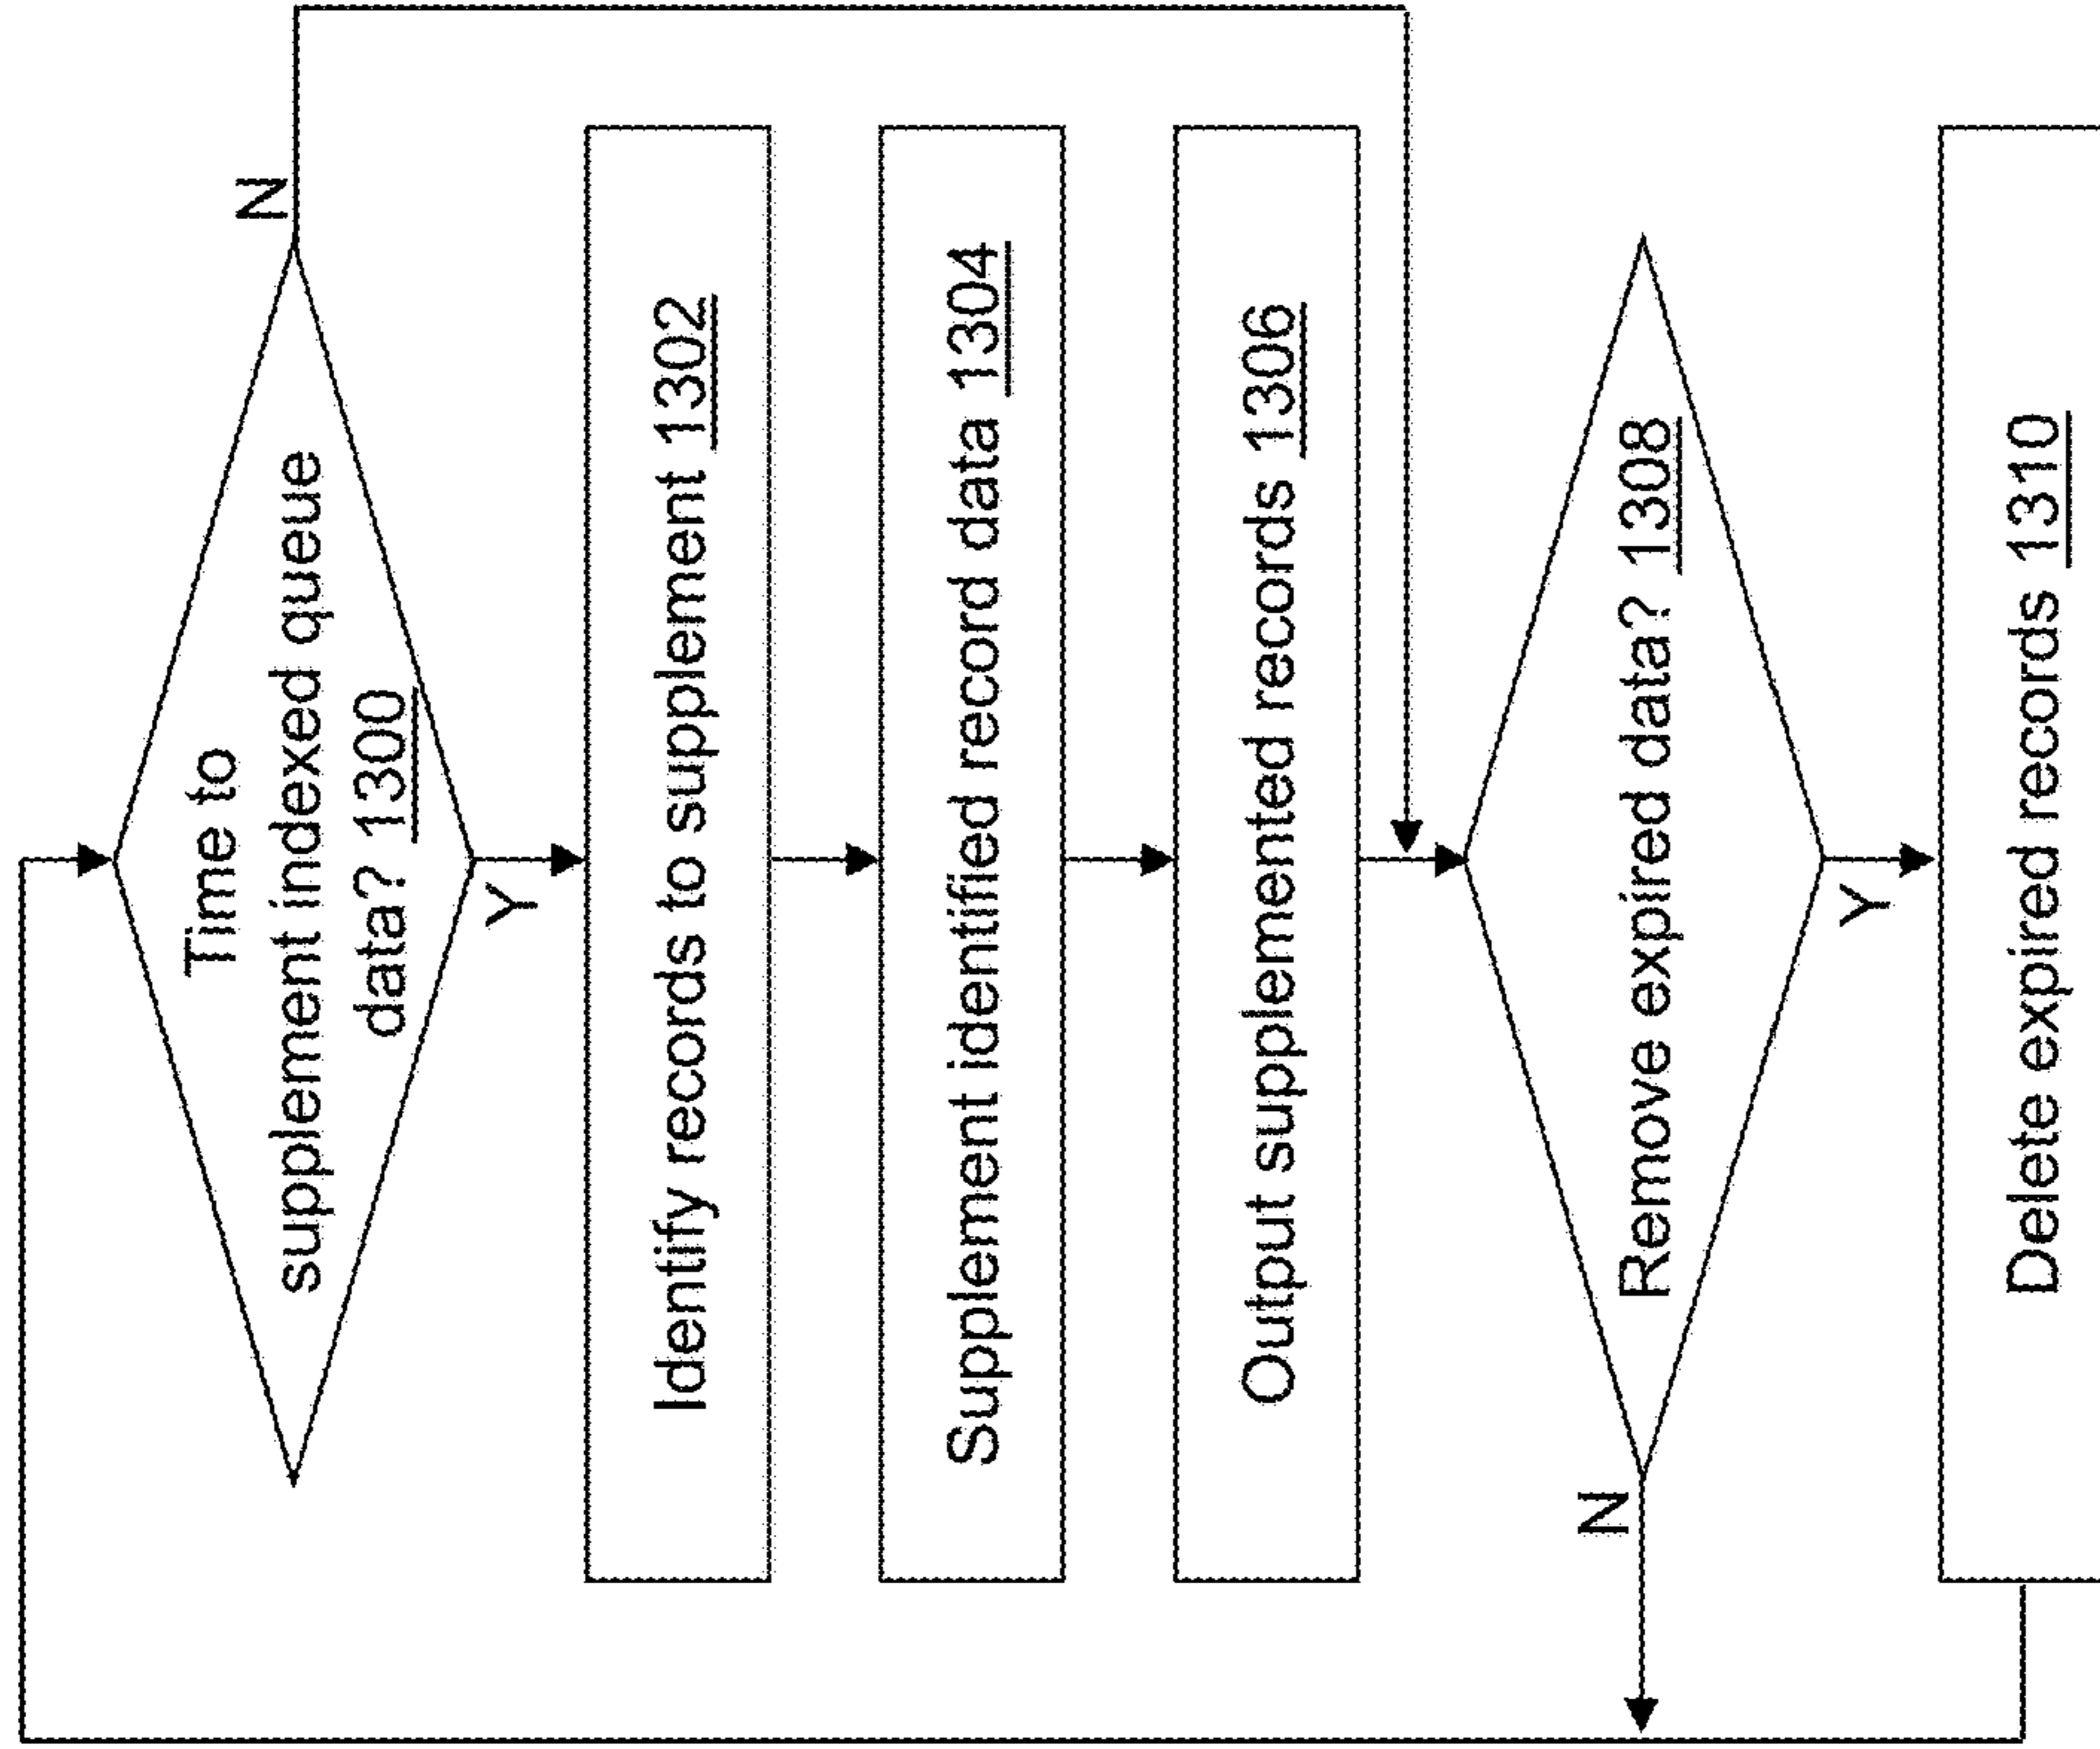 Time to
supplement indexed queue
data? 1300
N
Y
Identify records to supplement 1302
Supplement identified record data 1304
Output supplemented records 1306
Remove expired data? 1308
N
Y
Delete expired records 1310